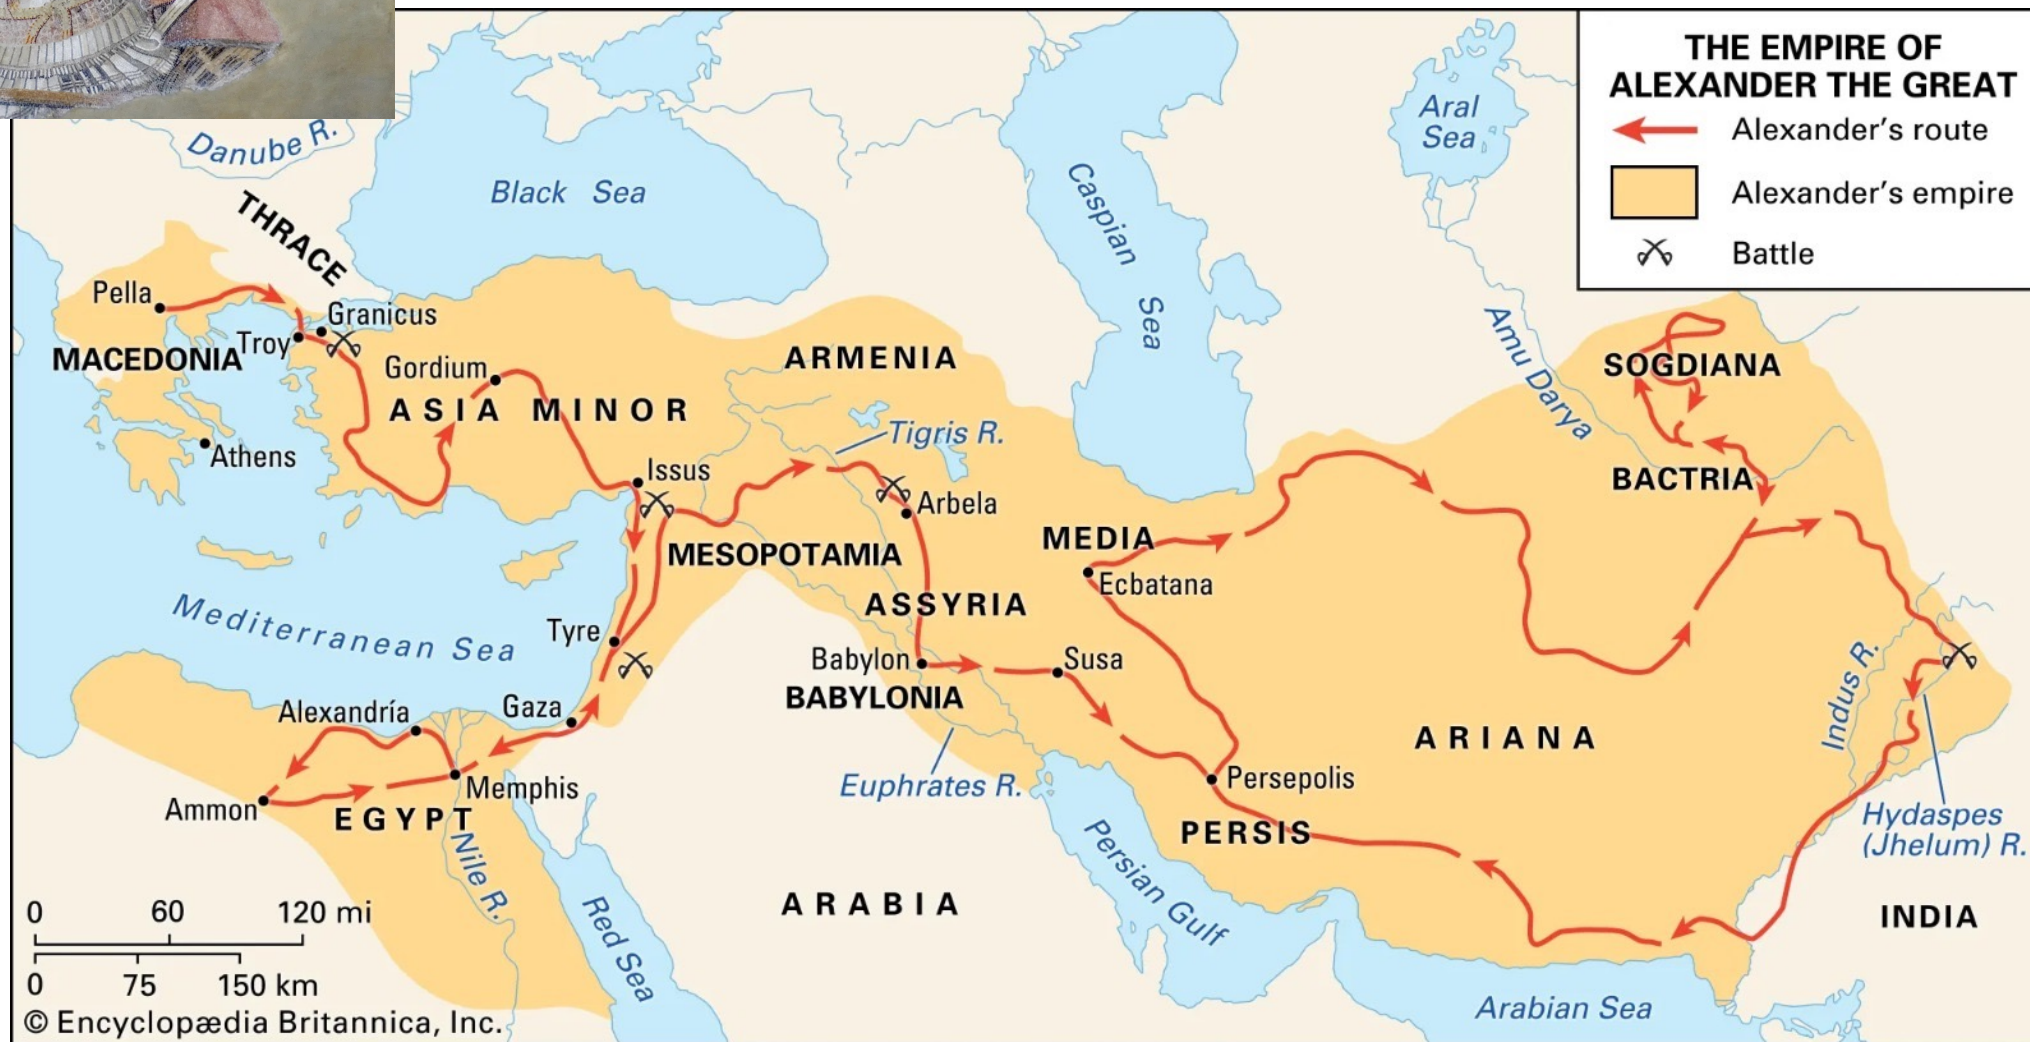 THE EMPIRE OF
ALEXANDER THE GREAT
Alexander's route
Alexander's empire
Battle
Danube R.
Black Sea
Caspian
Sea
Aral
Sea
THRACE
Pella
Granicus
Troy
MACEDONIA
Gordium
ASIA MINOR
ARMENIA
Amu Darya
SOGDIANA
Athens
Tigris R.
Issus
BACTRIA
Arbela
MEDIA
MESOPOTAMIA
Ecbatana
ASSYRIA
Mediterranean Sea
Tyre
Babylon
Susa
BABYLONIA
Indus R.
Alexandría
Gaza
ARIANA
Memphis
Euphrates R.
Persepolis
Ammon
EGYPT
PERSIS
Hydaspes
(Jhelum) R.
Nile R.
Persian Gulf
ARABIA
INDIA
Red Sea
Arabian Sea
0 60 120 mi
0 75 150 km
© Encyclopædia Britannica, Inc.